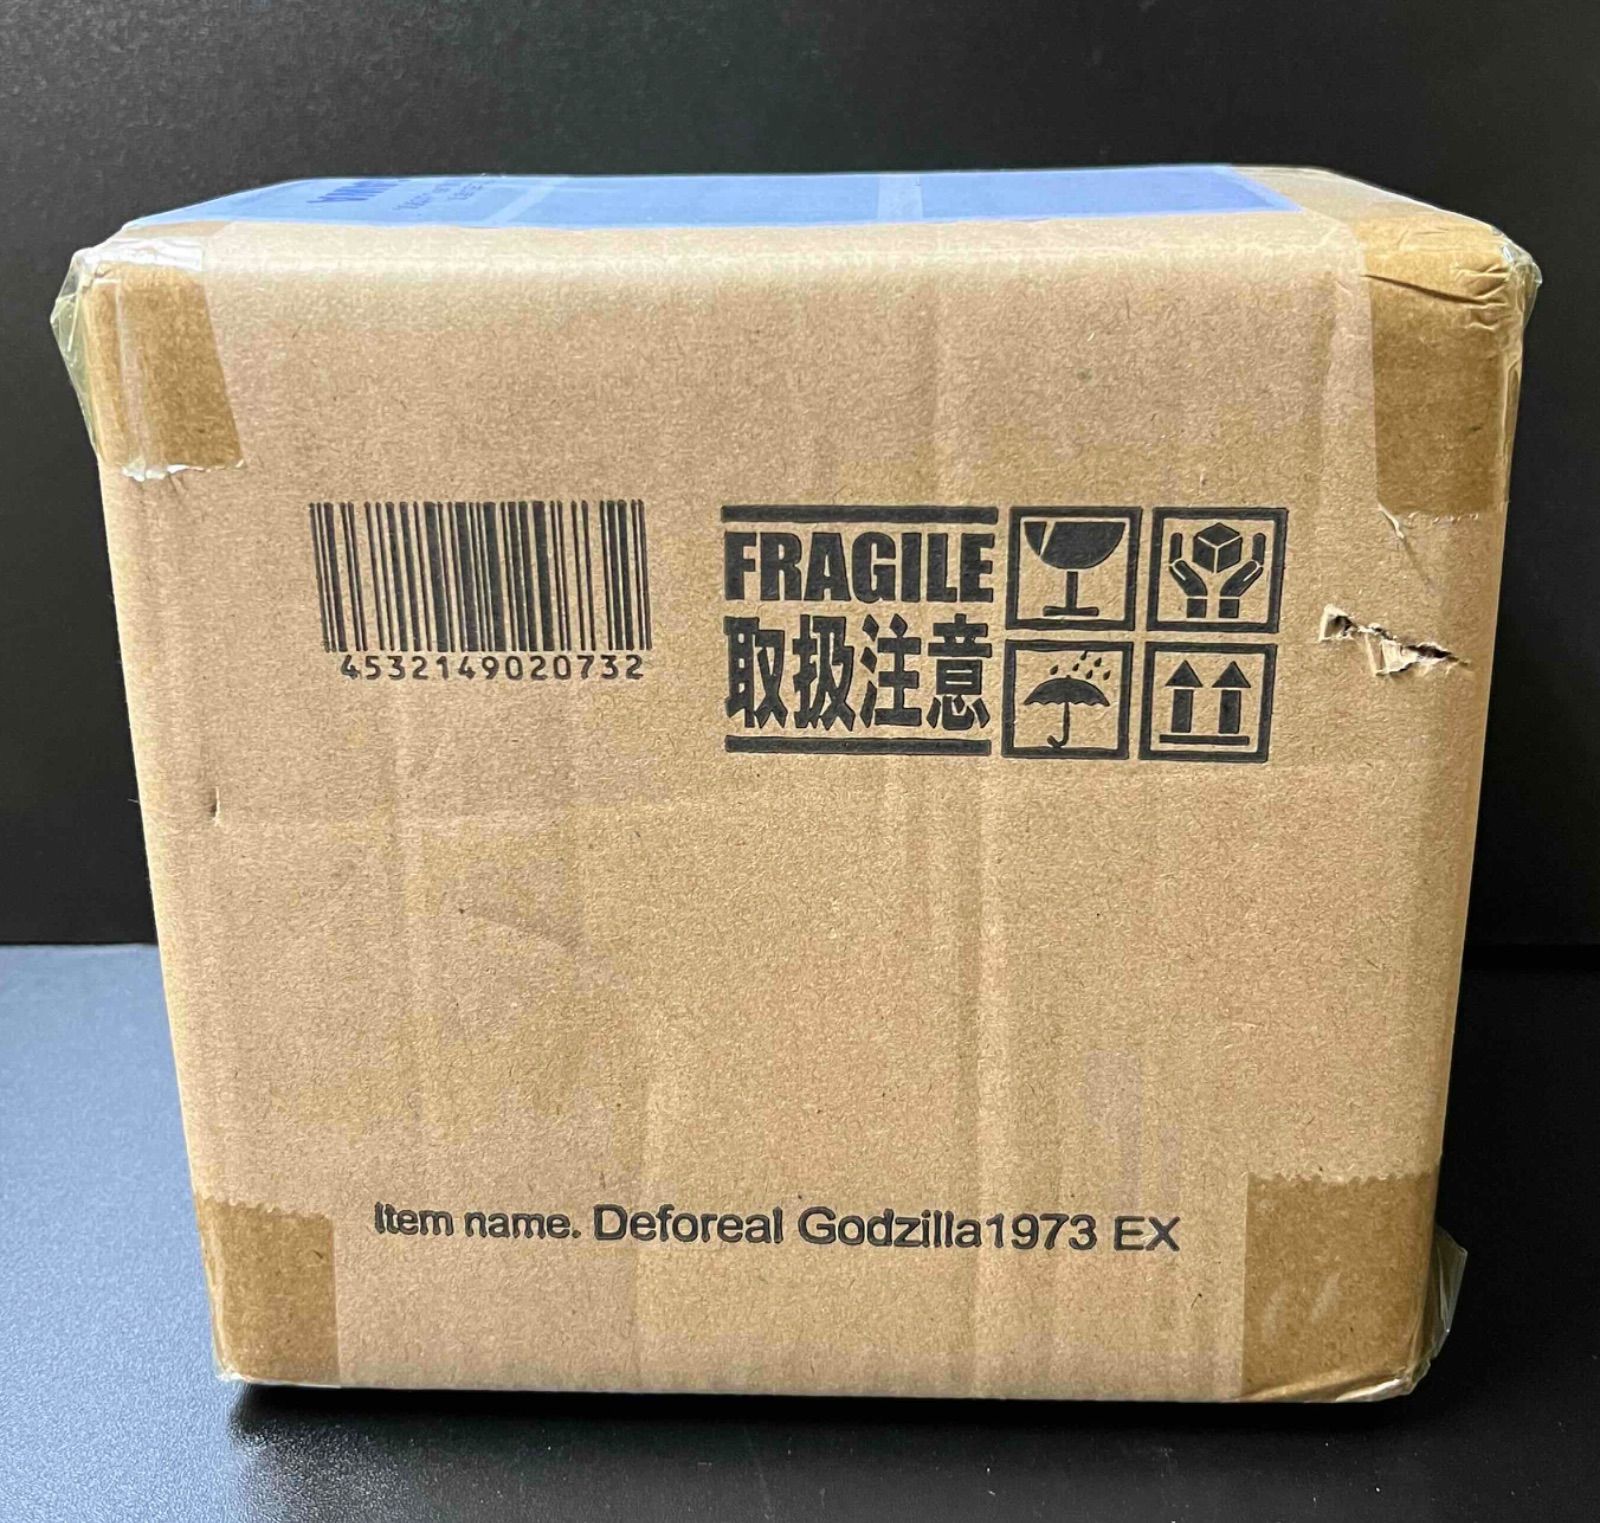 4532149020732
FRAGILE
取扱注意
Item name. Deforeal Godzilla1973 EX